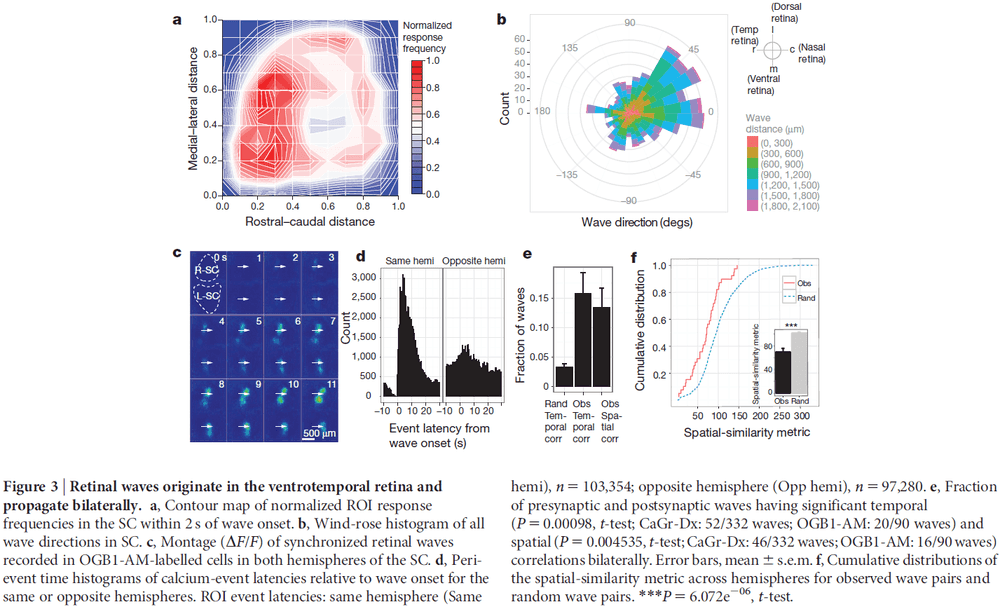 a
Normalized
response
frequency
Medial–lateral distance
1.0
0.8
0.6
0.4
0.2
0.0
0.0 0.2 0.4 0.6 0.8 1.0
Rostral–caudal distance
1.0
0.8
0.6
0.4
0.2
0.0
b
Count
60
50
40
30
20
10
0
90
135
45
180
0
−135
−45
−90
Wave direction (degs)
(Dorsal
retina)
l
(Temp
retina)
r
c (Nasal
retina)
m
(Ventral
retina)
Wave
distance (μm)
(0, 300)
(300, 600)
(600, 900)
(900, 1,200)
(1,200, 1,500)
(1,500, 1,800)
(1,800, 2,100)
c
R-SC
L-SC
0 s 1 2 3
4 5 6 7
8 9 10 11
500 μm
d
Same hemi Opposite hemi
Count
3,000
2,500
2,000
1,500
1,000
500
0
−10 0 10 20 −10 0 10 20
Event latency from
wave onset (s)
e
Fraction of waves
0.15
0.10
0.05
0
Rand Obs Obs
Tem- Tem- Spa-
poral poral tial
corr corr corr
f
Cumulative distribution
1.0
0.8
0.6
0.4
0.2
Obs
Rand
***
Spatial-similarity metric
80
40
0
Obs Rand
50 100 150 200 250 300
Spatial-similarity metric
Figure 3 | Retinal waves originate in the ventrotemporal retina and
propagate bilaterally. a, Contour map of normalized ROI response
frequencies in the SC within 2 s of wave onset. b, Wind-rose histogram of all
wave directions in SC. c, Montage (ΔF/F) of synchronized retinal waves
recorded in OGB1-AM-labelled cells in both hemispheres of the SC. d, Peri-
event time histograms of calcium-event latencies relative to wave onset for the
same or opposite hemispheres. ROI event latencies: same hemisphere (Same
hemi), n = 103,354; opposite hemisphere (Opp hemi), n = 97,280. e, Fraction
of presynaptic and postsynaptic waves having significant temporal
(P = 0.00098, t-test; CaGr-Dx: 52/332 waves; OGB1-AM: 20/90 waves) and
spatial (P = 0.004535, t-test; CaGr-Dx: 46/332 waves; OGB1-AM: 16/90 waves)
correlations bilaterally. Error bars, mean ± s.e.m. f, Cumulative distributions
of the spatial-similarity metric across hemispheres for observed wave pairs and
random wave pairs. ***P = 6.072e−06, t-test.